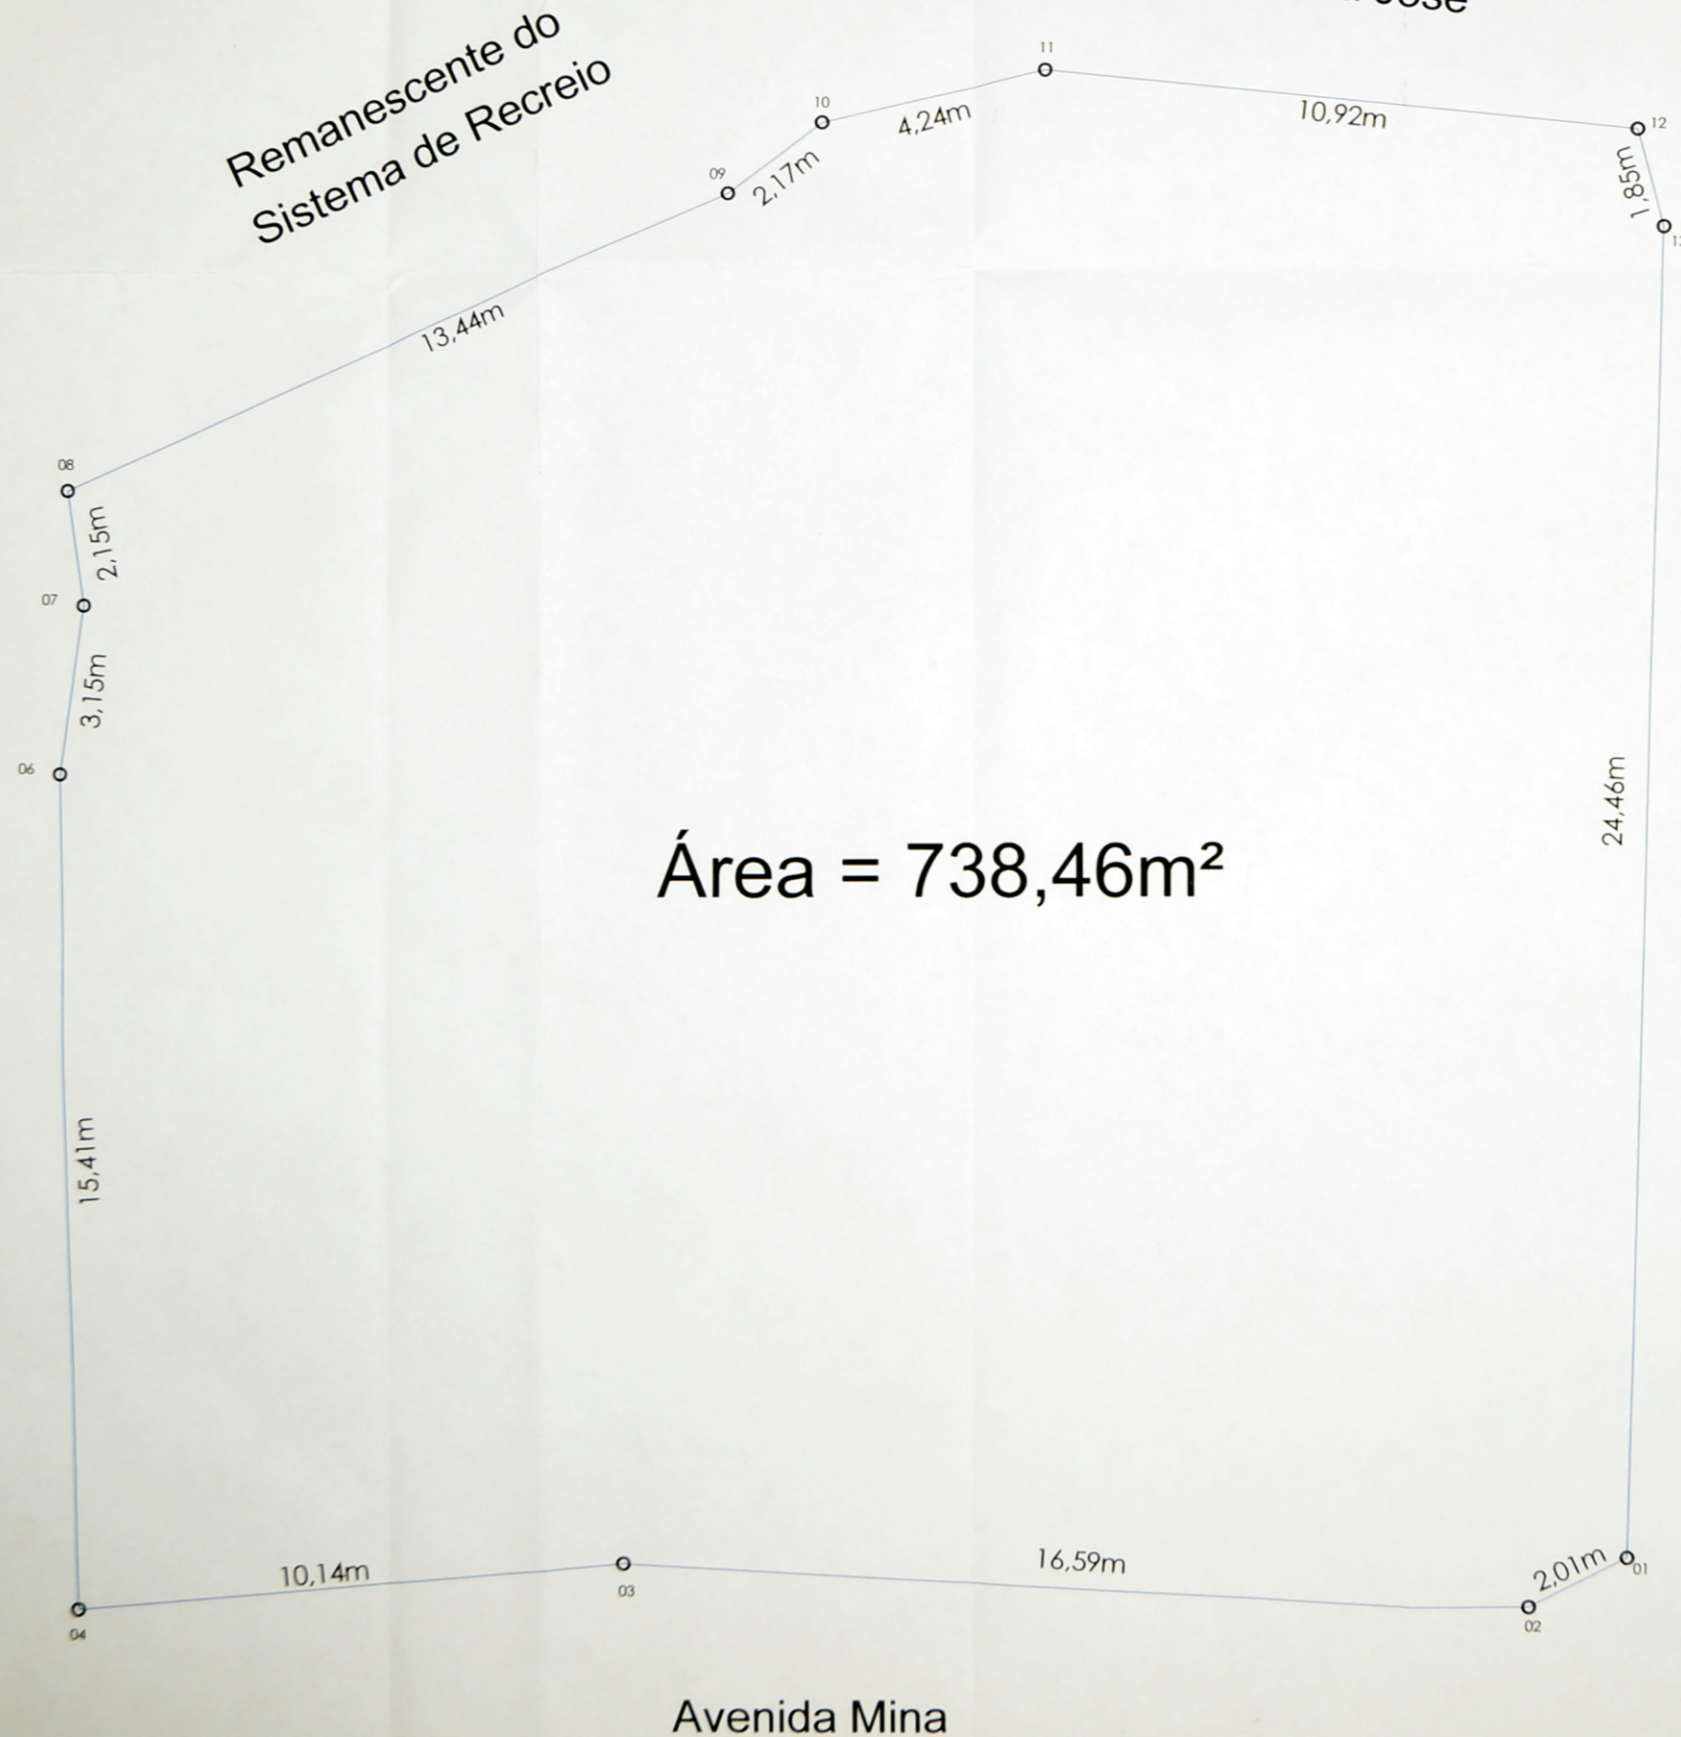 José
Remanescente do
Sistema de Recreio
11
10
4,24m
10,92m
12
1,85m
09
2,17m
13,44m
08
2,15m
07
3,15m
06
24,46m
Área = 738,46m²
15,41m
10,14m
03
16,59m
2,01m
01
02
04
Avenida Mina